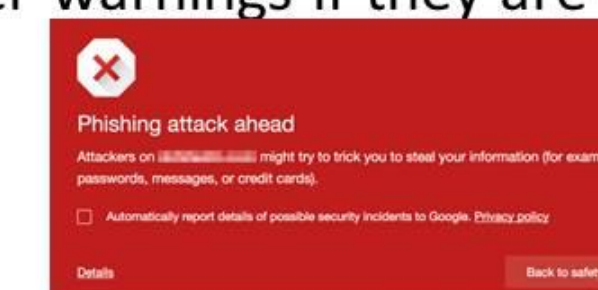 warnings if they are
Phishing attack ahead
Attackers on might try to trick you to steal your information (for
passwords, messages, or credit cards).
Automatically report details of possible security incidents to Google. Privacy policy
Details
Back to safety